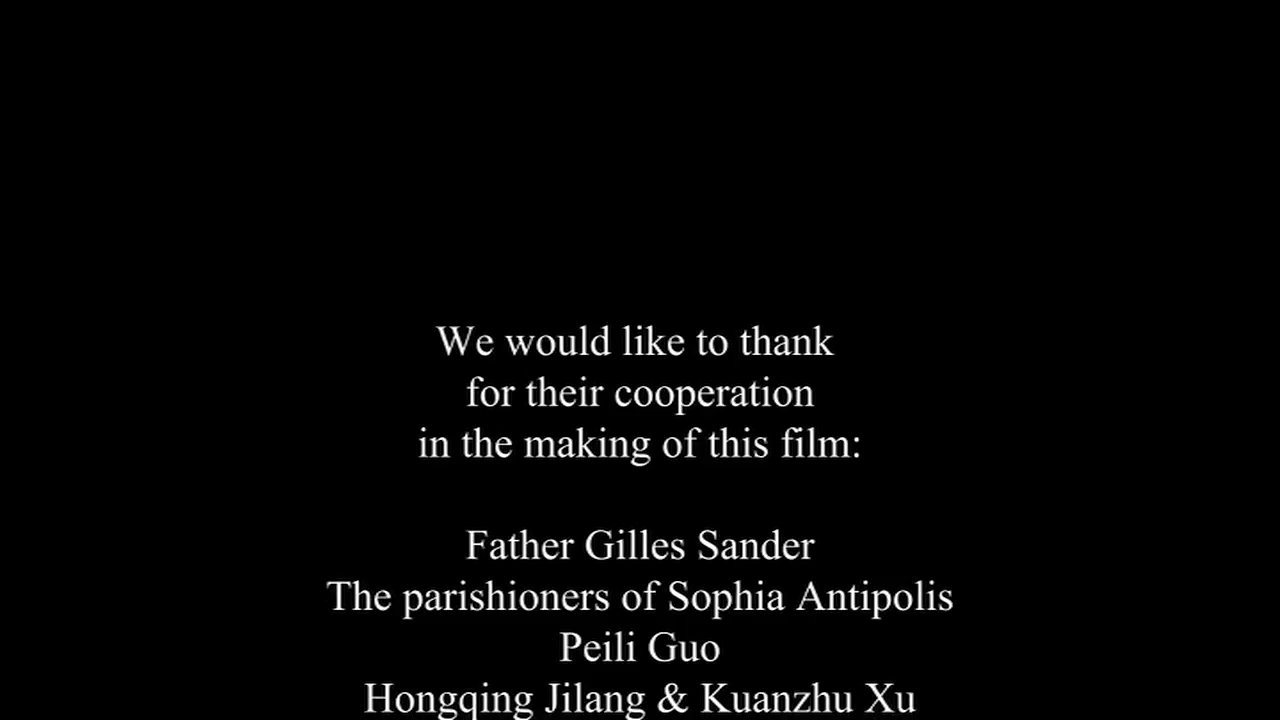 We would like to thank
for their cooperation
in the making of this film:
Father Gilles Sander
The parishioners of Sophia Antipolis
Peili Guo
Hongqing Jilang & Kuanzhu Xu